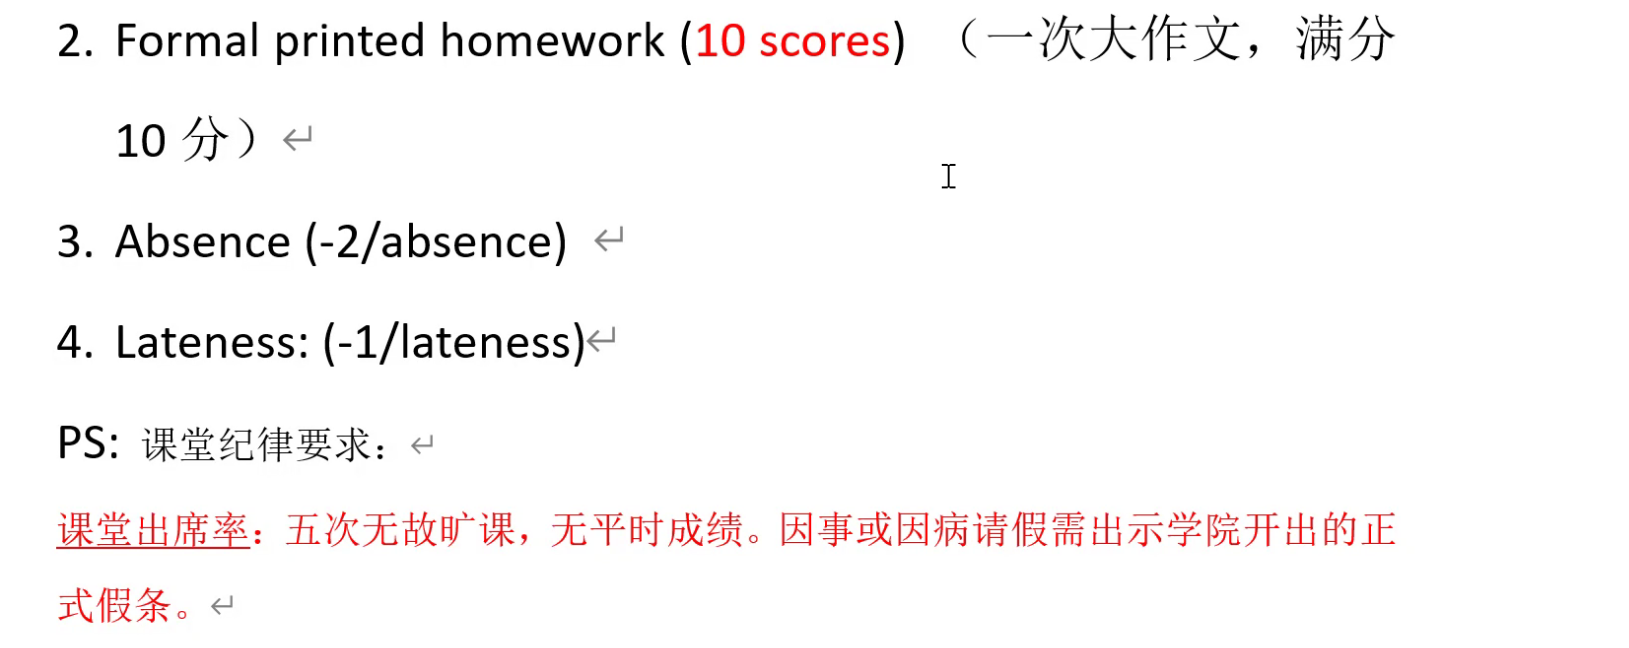 2. Formal printed homework (10 scores) （一次大作文，满分
10 分）
3. Absence (-2/absence)
4. Lateness: (-1/lateness)
PS: 课堂纪律要求：
课堂出席率：五次无故旷课，无平时成绩。因事或因病请假需出示学院开出的正
式假条。